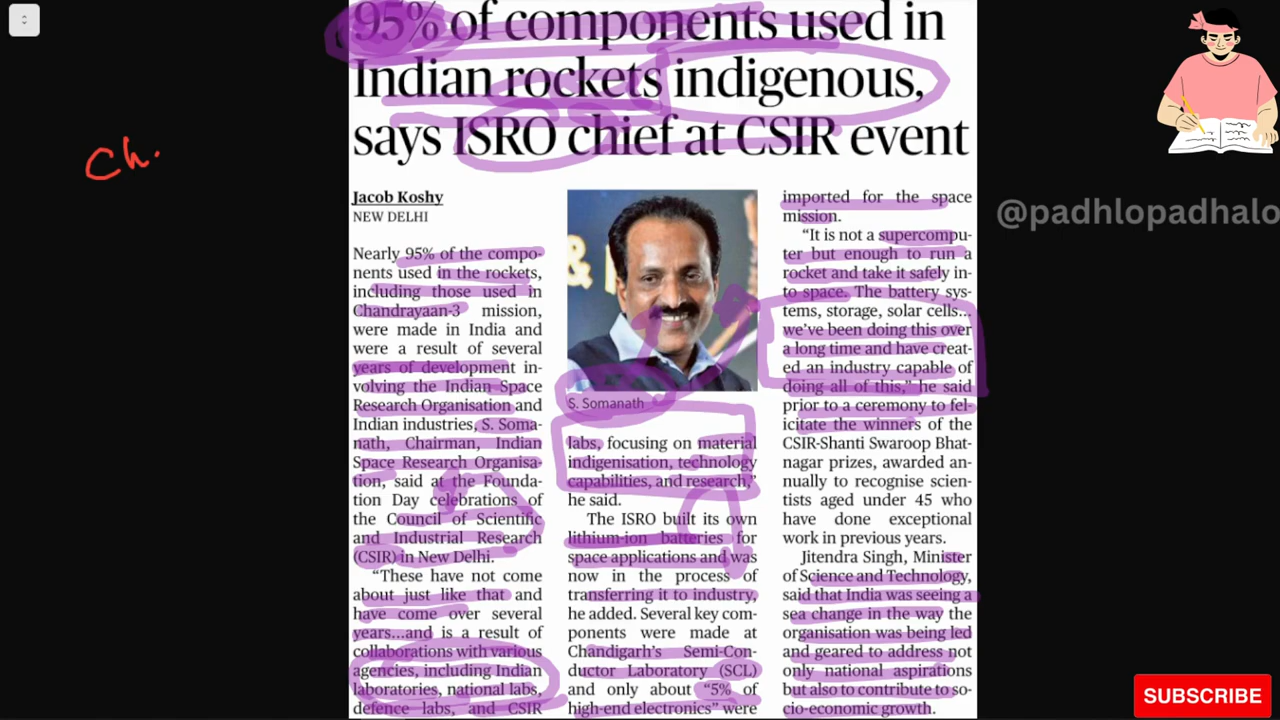 95% of components used in
Indian rockets indigenous,
says ISRO chief at CSIR event
Ch.
@padhlopadhalo
Jacob Koshy
NEW DELHI
Nearly 95% of the compo-
nents used in the rockets,
including those used in
Chandrayaan-3 mission,
were made in India and
were a result of several
years of development in-
volving the Indian Space
Research Organisation and
Indian industries, S. Soma-
nath, Chairman, Indian
Space Research Organisa-
tion, said at the Founda-
tion Day celebrations of
the Council of Scientific
and Industrial Research
(CSIR) in New Delhi.
“These have not come
about just like that and
have come over several
years...and is a result of
collaborations with various
agencies, including Indian
laboratories, national labs,
defence labs, and CSIR
S. Somanath
labs, focusing on material
indigenisation, technology
capabilities, and research,”
he said.
The ISRO built its own
lithium-ion batteries for
space applications and was
now in the process of
transferring it to industry,
he added. Several key com-
ponents were made at
Chandigarh’s Semi-Con-
ductor Laboratory (SCL)
and only about “5% of
high-end electronics” were
imported for the space
mission.
“It is not a supercompu-
ter but enough to run a
rocket and take it safely in-
to space. The battery sys-
tems, storage, solar cells...
we’ve been doing this over
a long time and have creat-
ed an industry capable of
doing all of this,” he said
prior to a ceremony to fel-
icitate the winners of the
CSIR-Shanti Swaroop Bhat-
nagar prizes, awarded an-
nually to recognise scien-
tists aged under 45 who
have done exceptional
work in previous years.
Jitendra Singh, Minister
of Science and Technology,
said that India was seeing a
sea change in the way the
organisation was being led
and geared to address not
only national aspirations
but also to contribute to so-
cio-economic growth.
SUBSCRIBE